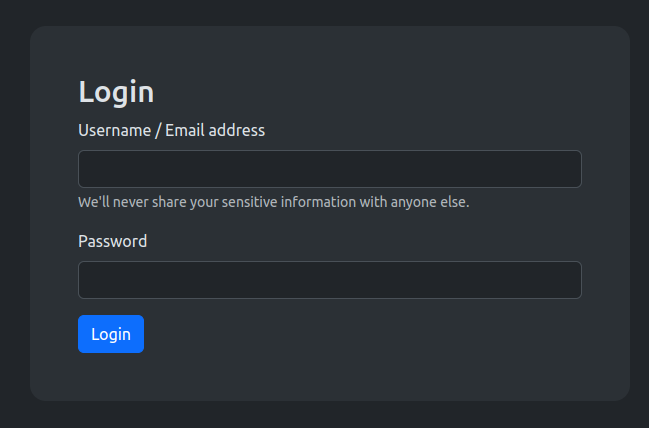 Login
Username / Email address
We'll never share your sensitive information with anyone else.
Password
Login